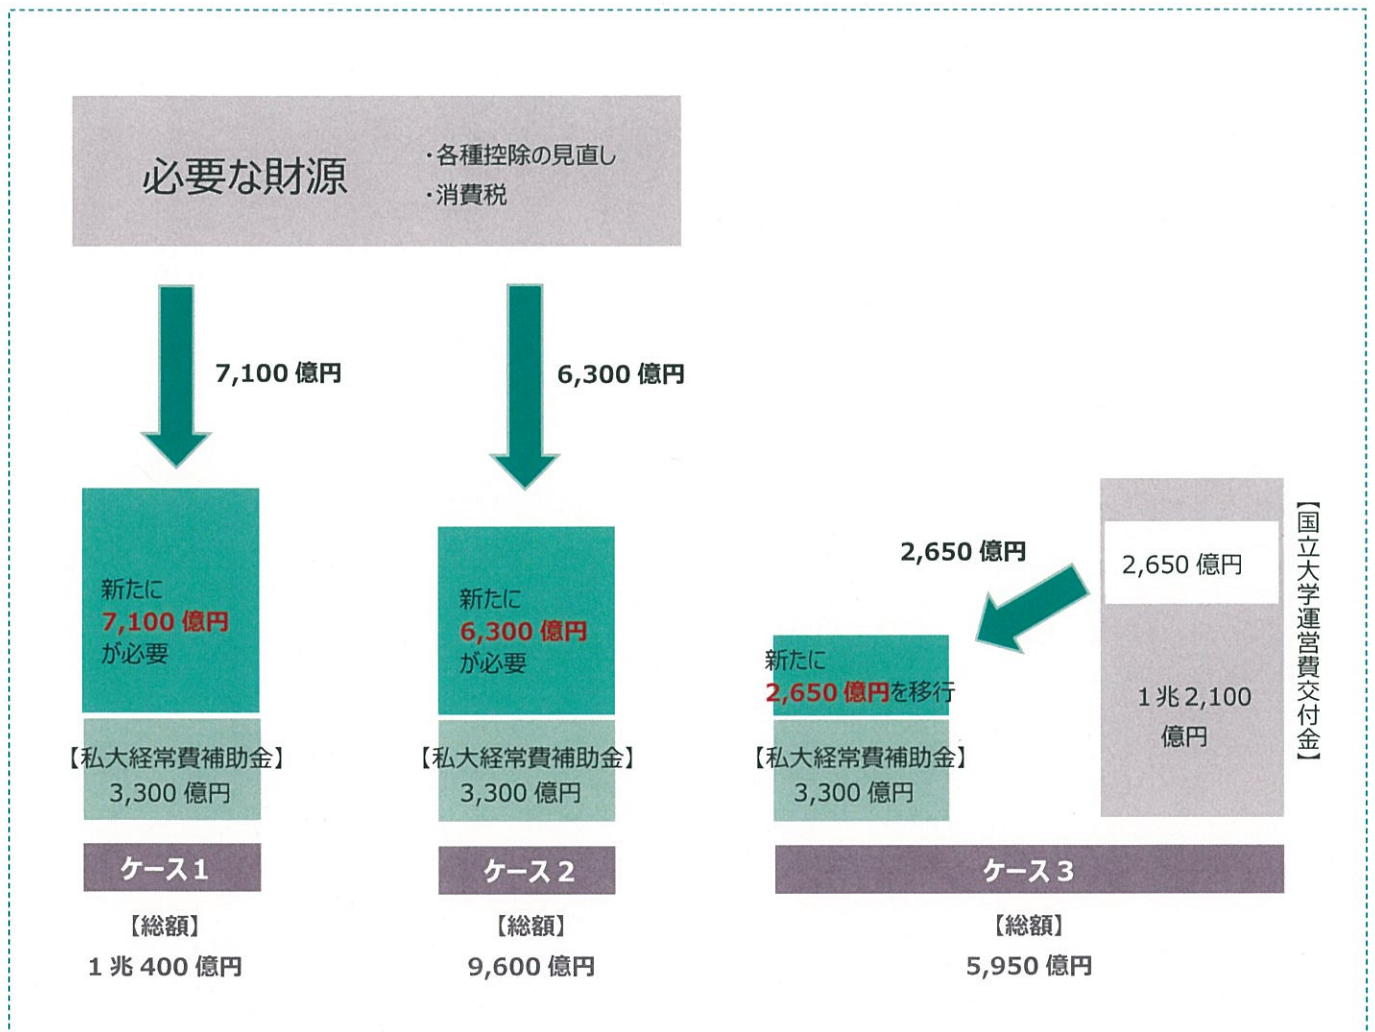 必要な財源
・各種控除の見直し
・消費税
7,100 億円
6,300 億円
新たに
7,100 億円
が必要
【私大経常費補助金】
3,300 億円
ケース 1
【総額】
1 兆 400 億円
新たに
6,300 億円
が必要
【私大経常費補助金】
3,300 億円
ケース 2
【総額】
9,600 億円
2,650 億円
新たに
2,650 億円を移行
【私大経常費補助金】
3,300 億円
2,650 億円
1 兆 2,100
億円
【国立大学運営費交付金】
ケース 3
【総額】
5,950 億円